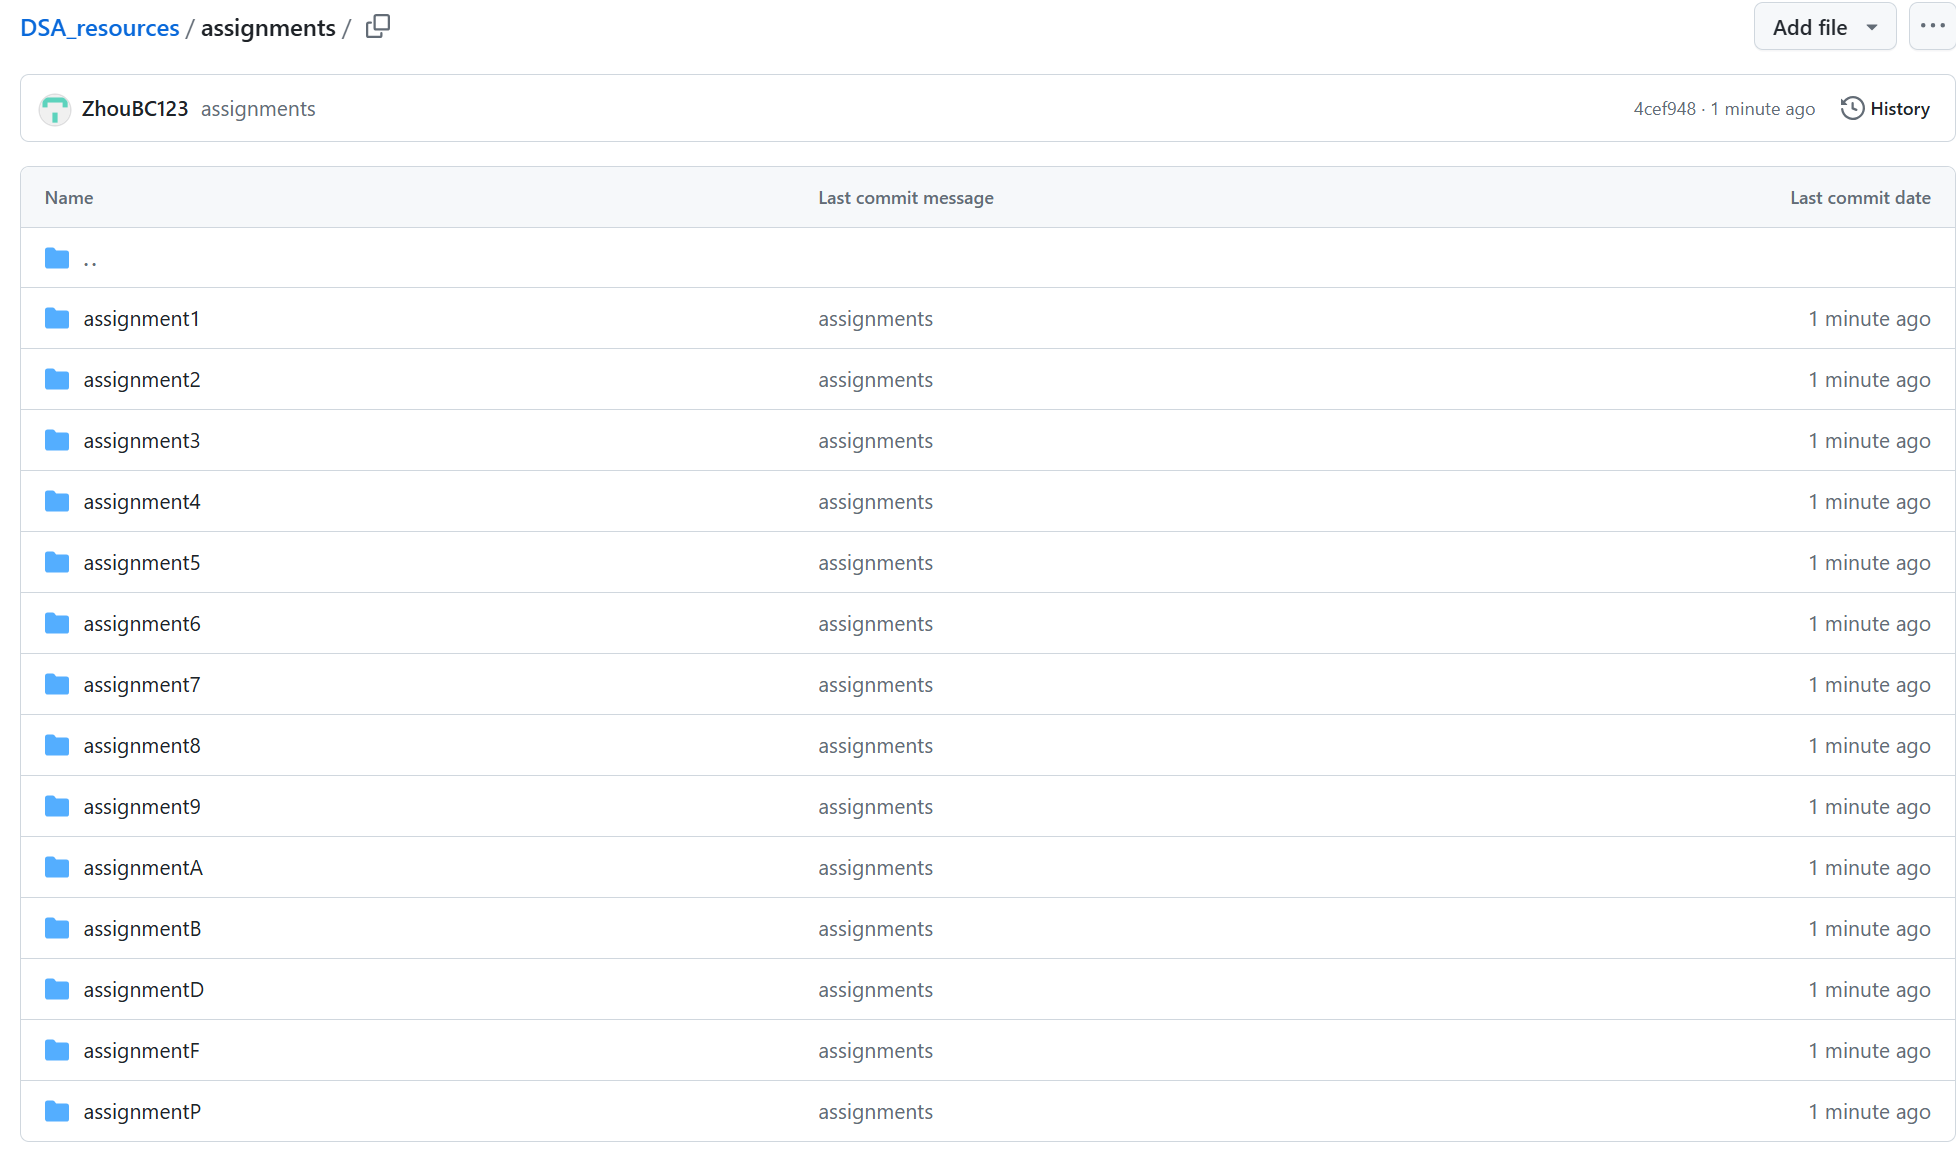 DSA_resources / assignments /
Add file
ZhouBC123 assignments
4cef948 · 1 minute ago
History
Name Last commit message Last commit date
..
assignment1 assignments 1 minute ago
assignment2 assignments 1 minute ago
assignment3 assignments 1 minute ago
assignment4 assignments 1 minute ago
assignment5 assignments 1 minute ago
assignment6 assignments 1 minute ago
assignment7 assignments 1 minute ago
assignment8 assignments 1 minute ago
assignment9 assignments 1 minute ago
assignmentA assignments 1 minute ago
assignmentB assignments 1 minute ago
assignmentD assignments 1 minute ago
assignmentF assignments 1 minute ago
assignmentP assignments 1 minute ago